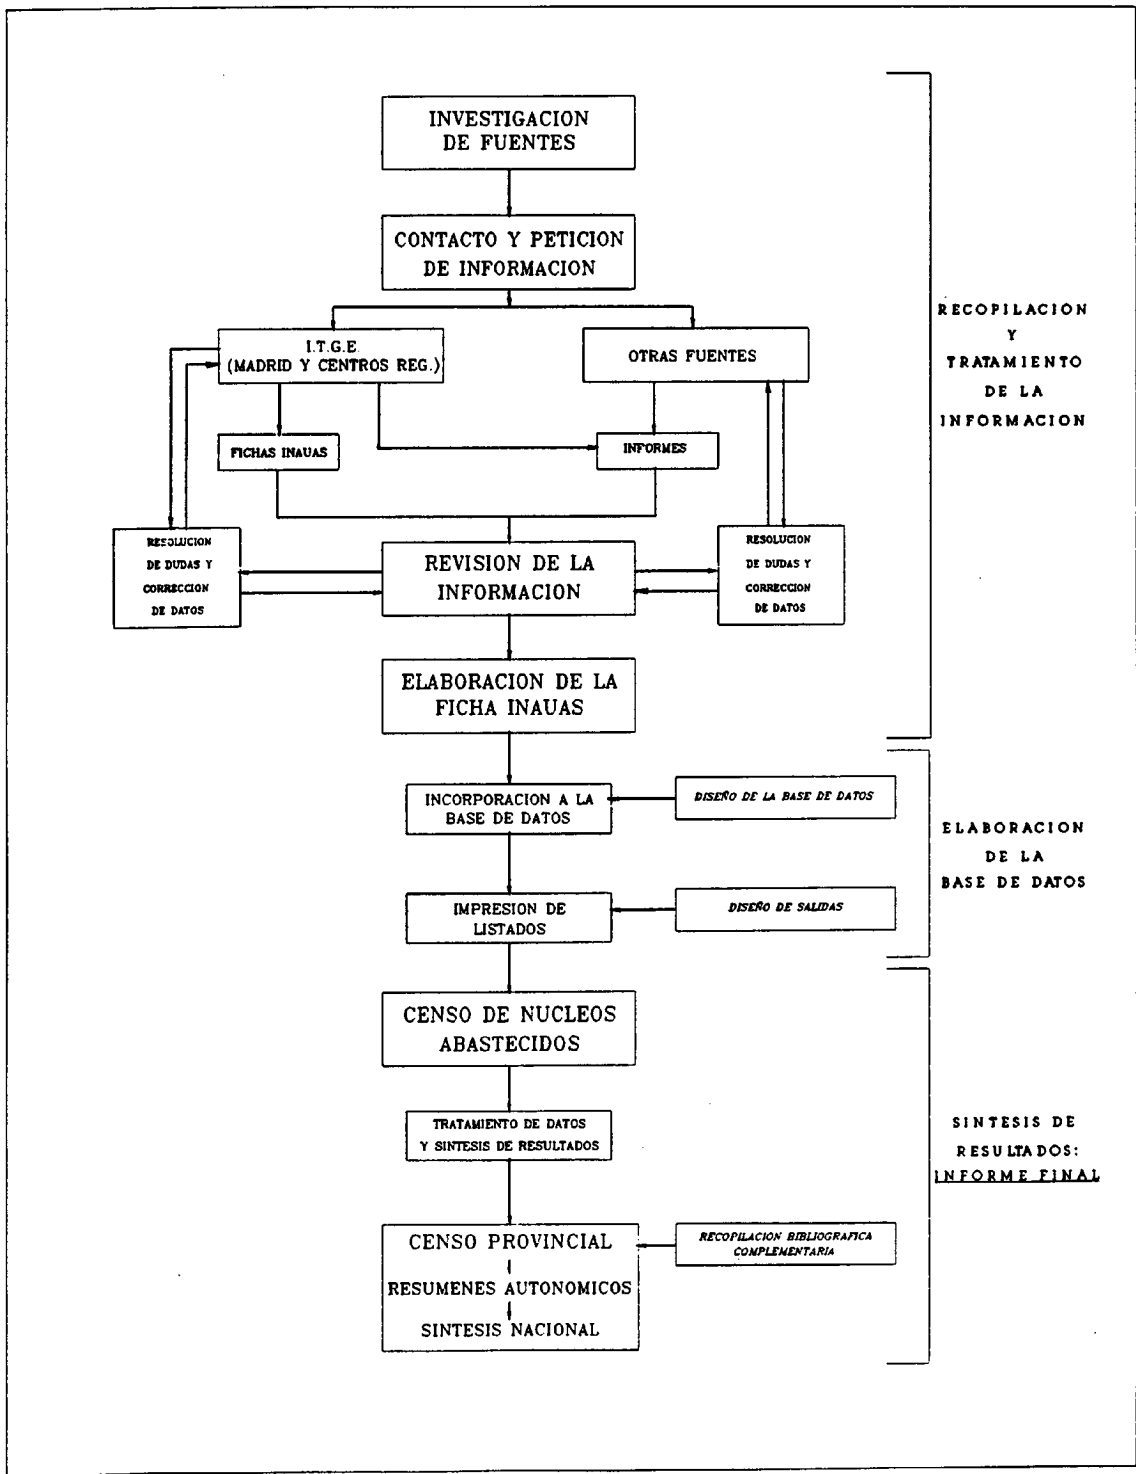 INVESTIGACION
DE FUENTES
CONTACTO Y PETICION
DE INFORMACION
I.T.G.E.
(MADRID Y CENTROS REG.)
OTRAS FUENTES
FICHAS INAUAS
INFORMES
RESOLUCION
DE DUDAS Y
CORRECCION
DE DATOS
REVISION DE LA
INFORMACION
RESOLUCION
DE DUDAS Y
CORRECCION
DE DATOS
ELABORACION DE LA
FICHA INAUAS
RECOPILACION
Y
TRATAMIENTO
DE LA
INFORMACION
INCORPORACION A LA
BASE DE DATOS
DISEÑO DE LA BASE DE DATOS
IMPRESION DE
LISTADOS
DISEÑO DE SALIDAS
ELABORACION
DE LA
BASE DE DATOS
CENSO DE NUCLEOS
ABASTECIDOS
TRATAMIENTO DE DATOS
Y SINTESIS DE RESULTADOS
CENSO PROVINCIAL
RESUMENES AUTONOMICOS
SINTESIS NACIONAL
RECOPILACION BIBLIOGRAFICA
COMPLEMENTARIA
SINTESIS DE
RESULTADOS:
INFORME FINAL